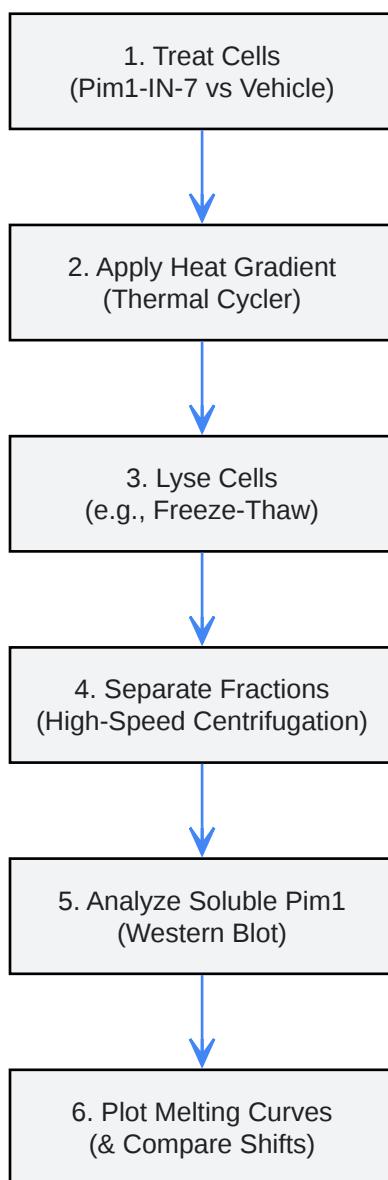 1. Treat Cells
(Pim1-IN-7 vs Vehicle)
2. Apply Heat Gradient
(Thermal Cycler)
3. Lyse Cells
(e.g., Freeze-Thaw)
4. Separate Fractions
(High-Speed Centrifugation)
5. Analyze Soluble Pim1
(Western Blot)
6. Plot Melting Curves
(& Compare Shifts)